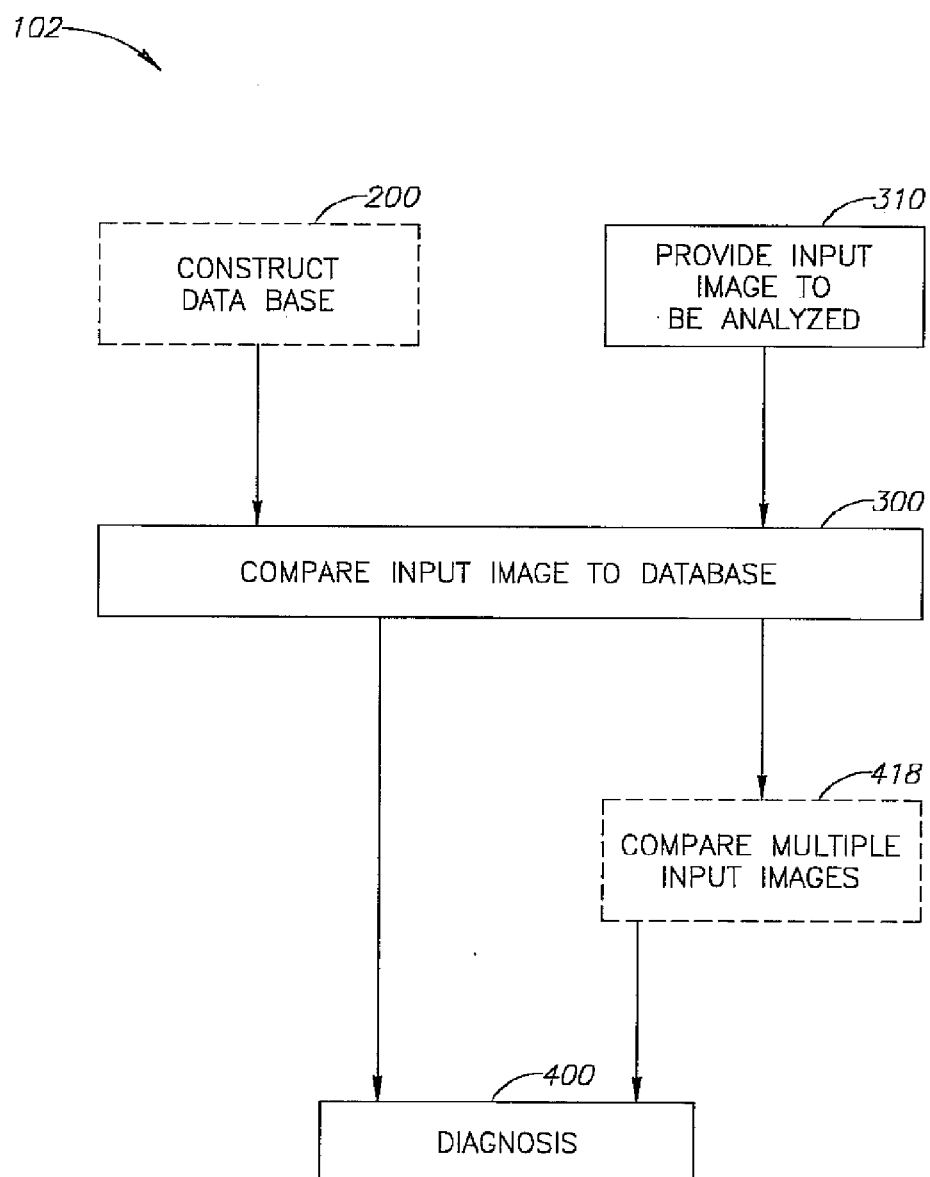 102
200
CONSTRUCT
DATA BASE
310
PROVIDE INPUT
IMAGE TO
BE ANALYZED
300
COMPARE INPUT IMAGE TO DATABASE
418
COMPARE MULTIPLE
INPUT IMAGES
400
DIAGNOSIS